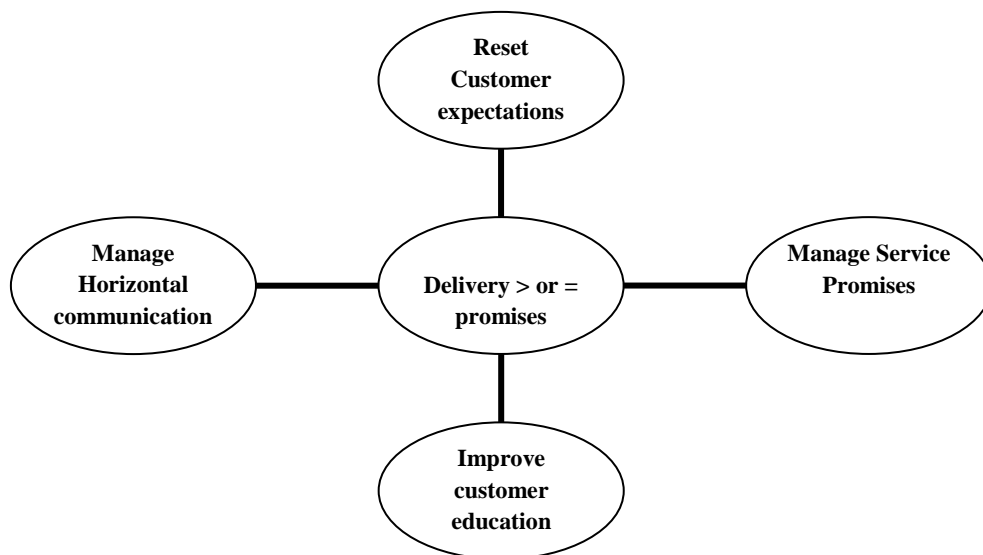 Reset
Customer
expectations
Manage
Horizontal
communication
Delivery > or =
promises
Manage Service
Promises
Improve
customer
education